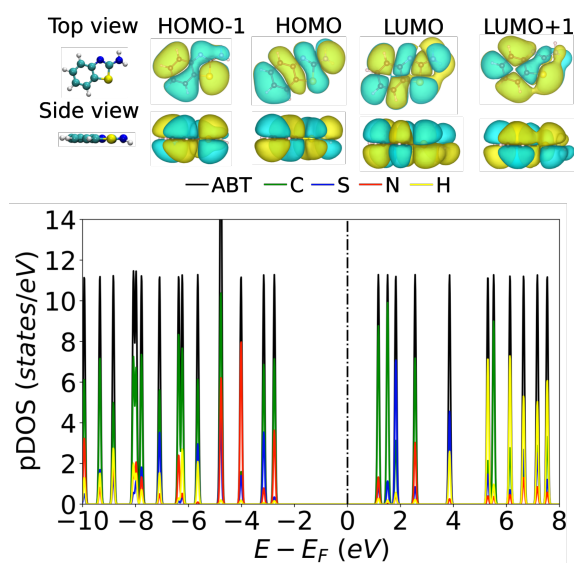 Top view HOMO-1 HOMO LUMO LUMO+1
Side view
ABT C S N H
14
12
10
8
6
4
2
0
pDOS (states/eV)
−10 −8 −6 −4 −2 0 2 4 6 8
E − E_F (eV)